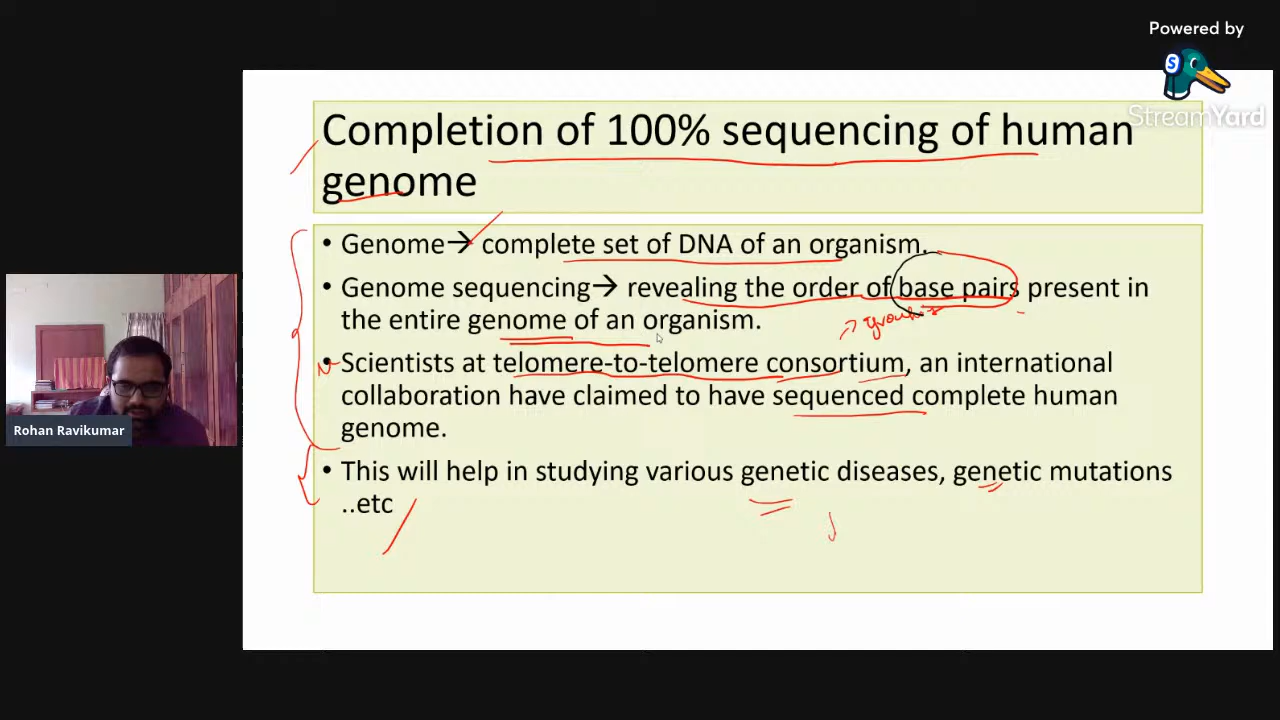 Powered by
S
StreamYard
Completion of 100% sequencing of human
genome
• Genome→ complete set of DNA of an organism.
• Genome sequencing→ revealing the order of base pairs present in
the entire genome of an organism.
• Scientists at telomere-to-telomere consortium, an international
collaboration have claimed to have sequenced complete human
genome.
• This will help in studying various genetic diseases, genetic mutations
..etc
Rohan Ravikumar